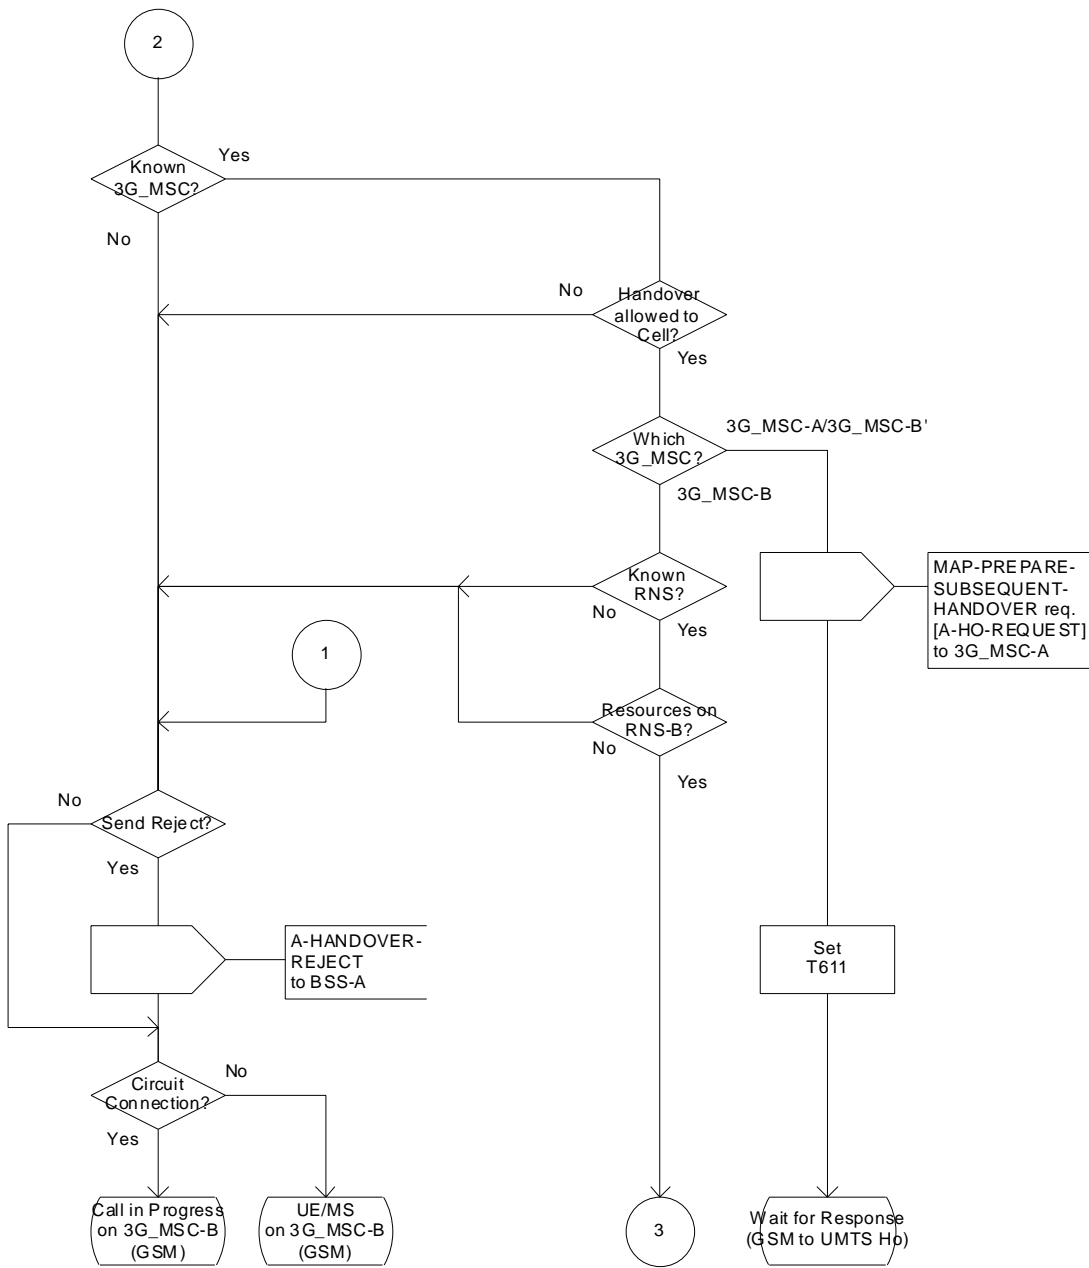 2
Known
3G_MSC?
Yes
No
Handover
allowed to
Cell?
No
Yes
Which
3G_MSC?
3G_MSC-A/3G_MSC-B'
3G_MSC-B
Known
RNS?
No
Yes
MAP-PREPARE-
SUBSEQUENT-
HANDOVER req.
[A-HO-REQUEST]
to 3G_MSC-A
1
Resources on
RNS-B?
No
Yes
No
Send Reject?
Yes
A-HANDOVER-
REJECT
to BSS-A
Set
T611
Circuit
Connection?
No
Yes
Call in Progress
on 3G_MSC-B
(GSM)
UE/MS
on 3G_MSC-B
(GSM)
3
Wait for Response
(GSM to UMTS Ho)